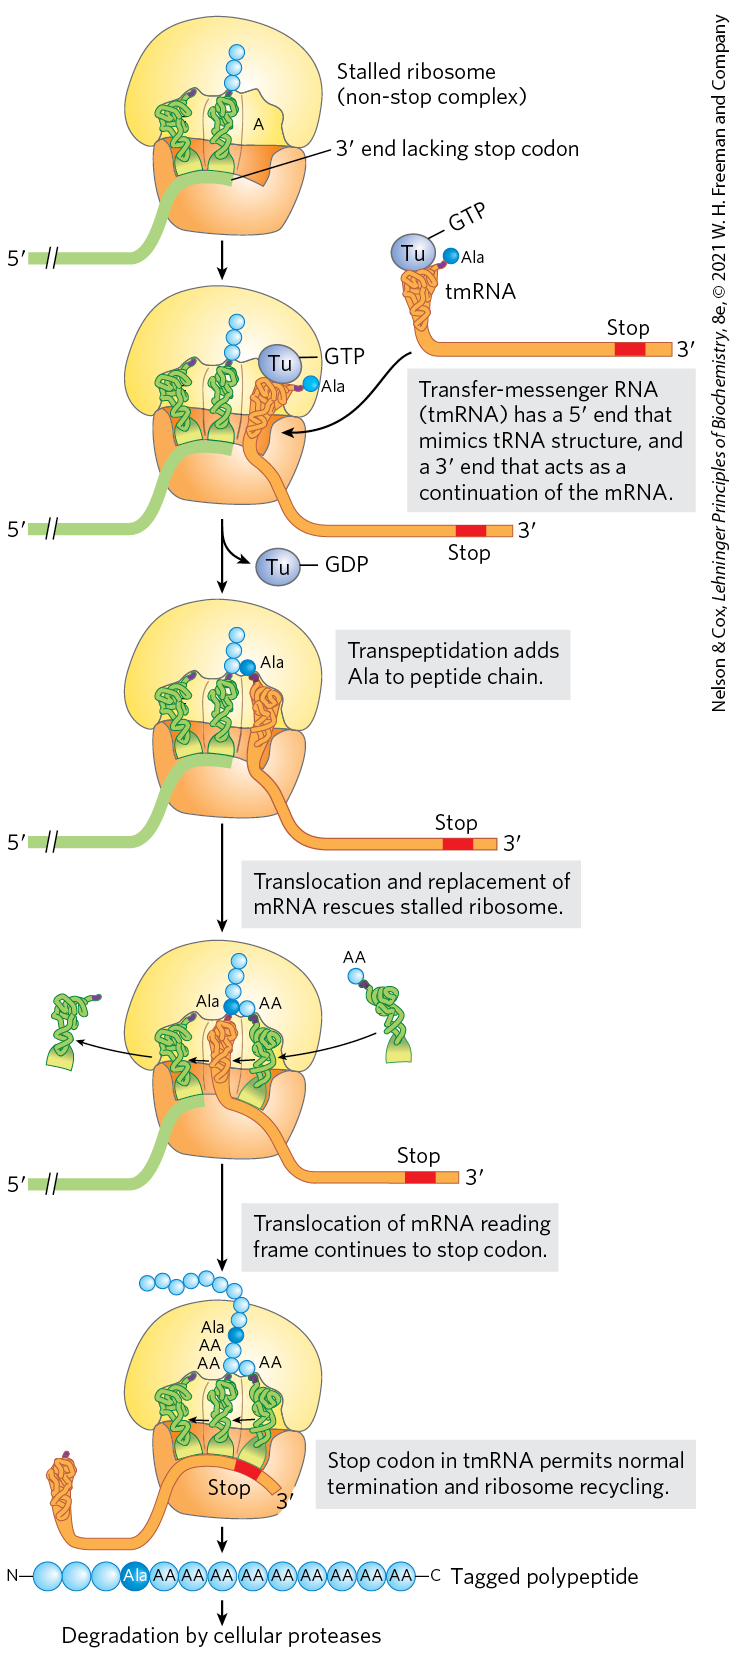 Stalled ribosome
(non-stop complex)
A
3′ end lacking stop codon
5′
GTP
Tu
Ala
tmRNA
Stop
3′
Tu
GTP
Ala
Transfer-messenger RNA
(tmRNA) has a 5′ end that
mimics tRNA structure, and
a 3′ end that acts as a
continuation of the mRNA.
5′
3′
Stop
Tu
GDP
Ala
Transpeptidation adds
Ala to peptide chain.
Stop
5′
3′
Translocation and replacement of
mRNA rescues stalled ribosome.
AA
Ala
AA
Stop
5′
3′
Translocation of mRNA reading
frame continues to stop codon.
Ala
AA
AA
AA
Stop
3′
Stop codon in tmRNA permits normal
termination and ribosome recycling.
N
Ala AA AA AA AA AA AA AA AA AA
C
Tagged polypeptide
Degradation by cellular proteases
Nelson & Cox, Lehninger Principles of Biochemistry, 8e, © 2021 W. H. Freeman and Company